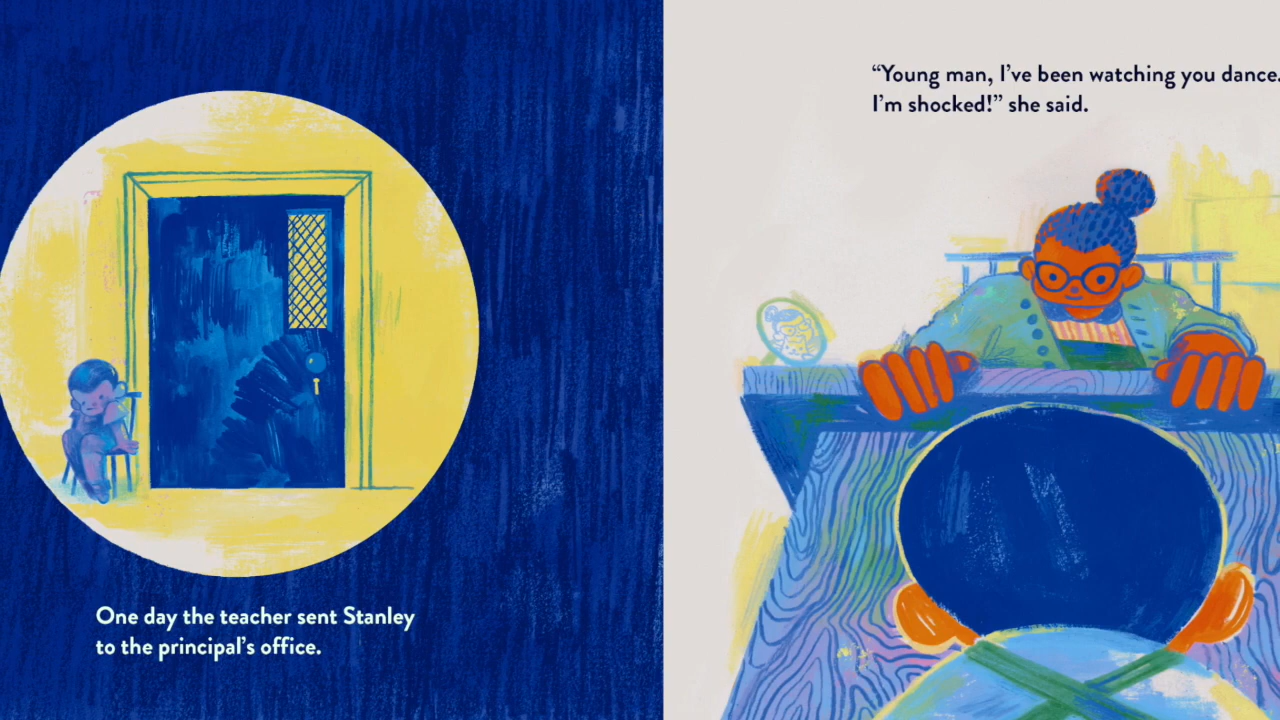 One day the teacher sent Stanley
to the principal’s office.
“Young man, I’ve been watching you dance.
I’m shocked!” she said.